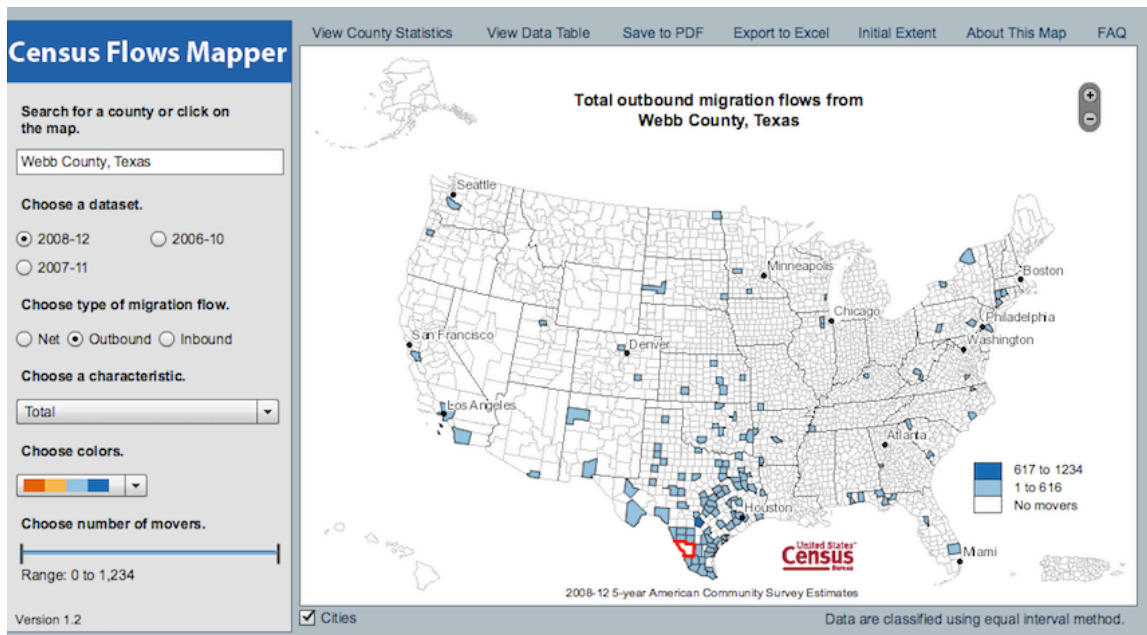 View County Statistics
View Data Table
Save to PDF
Export to Excel
Initial Extent
About This Map
FAQ
Census Flows Mapper
Search for a county or click on
the map.
Webb County, Texas
Choose a dataset.
2008-12
2006-10
2007-11
Choose type of migration flow.
Net
Outbound
Inbound
Choose a characteristic.
Total
Choose colors.
Choose number of movers.
Range: 0 to 1,234
Version 1.2
Total outbound migration flows from
Webb County, Texas
Seattle
Minneapolis
Boston
Chicago
Philadelphia
San Francisco
Denver
Washington
Los Angeles
Atlanta
Houston
Miami
617 to 1234
1 to 616
No movers
United States™
Census
Bureau
2008-12 5-year American Community Survey Estimates
Cities
Data are classified using equal interval method.